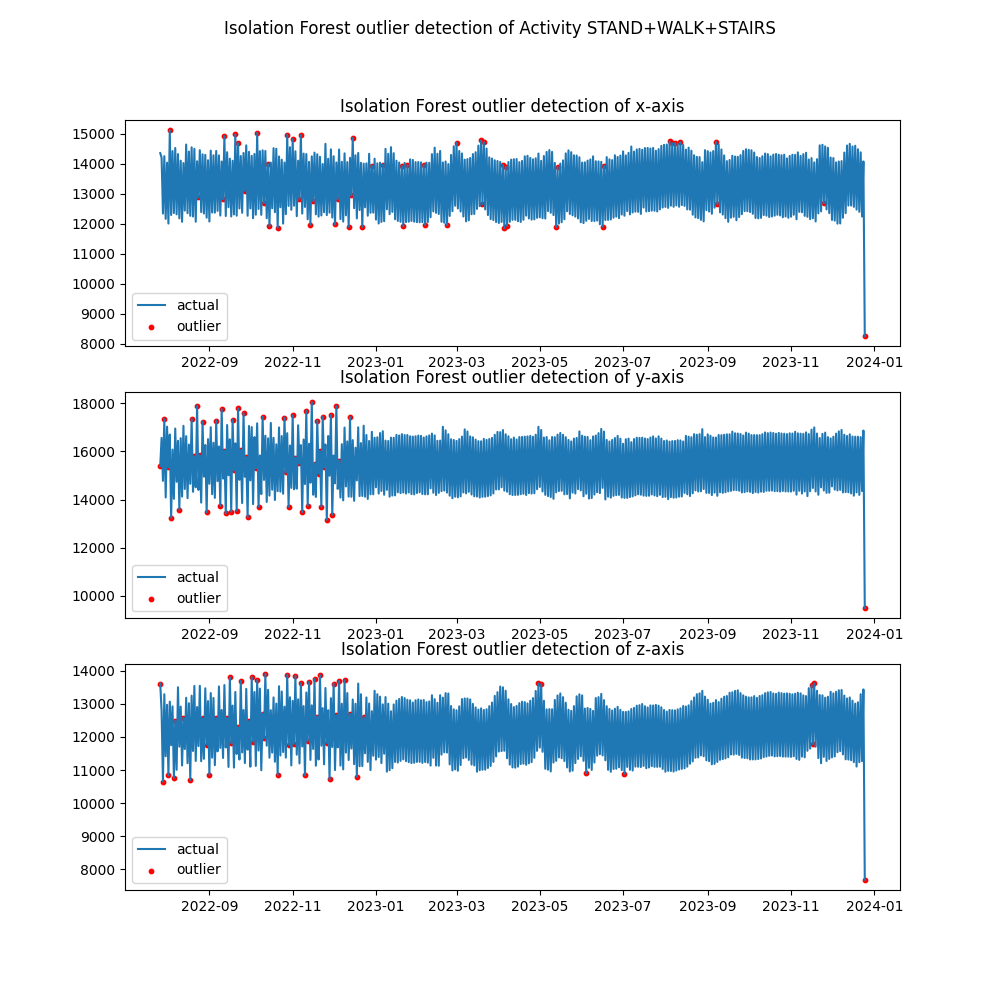 Isolation Forest outlier detection of Activity STAND+WALK+STAIRS
Isolation Forest outlier detection of x-axis
15000
14000
13000
12000
11000
10000
9000
8000
actual
outlier
2022-09 2022-11 2023-01 2023-03 2023-05 2023-07 2023-09 2023-11 2024-01
Isolation Forest outlier detection of y-axis
18000
16000
14000
12000
10000
actual
outlier
2022-09 2022-11 2023-01 2023-03 2023-05 2023-07 2023-09 2023-11 2024-01
Isolation Forest outlier detection of z-axis
14000
13000
12000
11000
10000
9000
8000
actual
outlier
2022-09 2022-11 2023-01 2023-03 2023-05 2023-07 2023-09 2023-11 2024-01